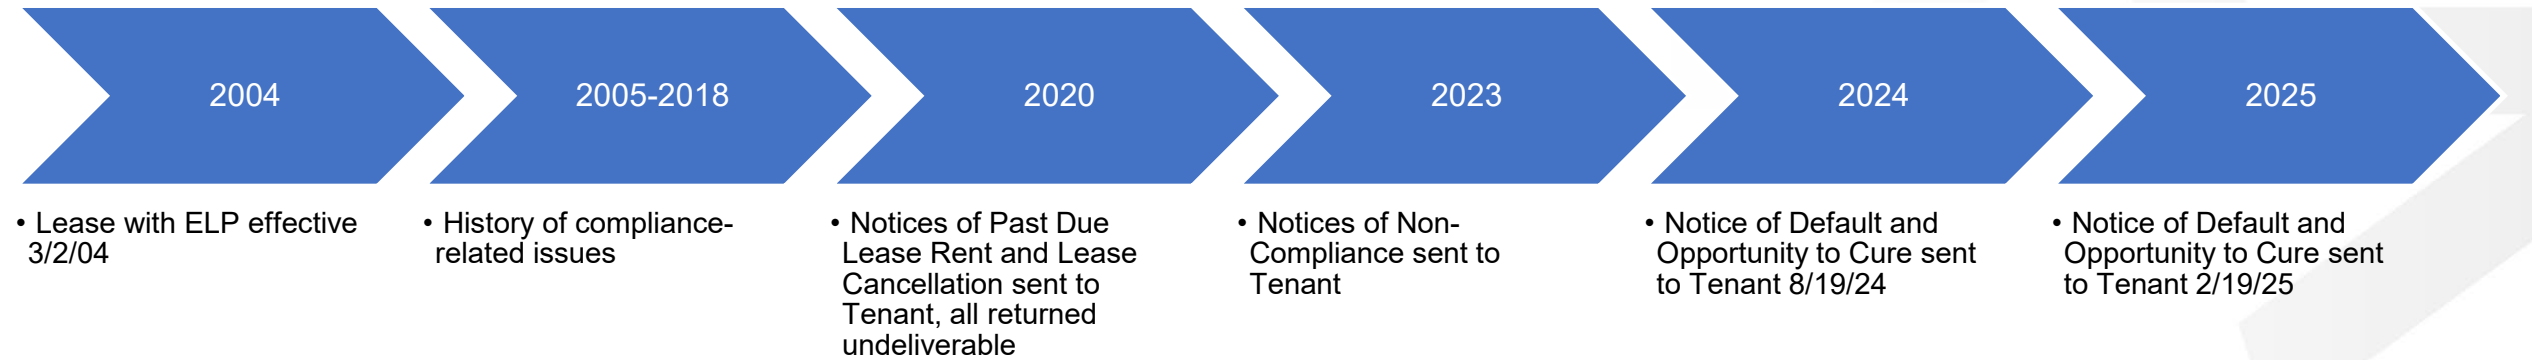 2004
2005-2018
2020
2023
2024
2025
• Lease with ELP effective
3/2/04
• History of compliance-
related issues
• Notices of Past Due
Lease Rent and Lease
Cancellation sent to
Tenant, all returned
undeliverable
• Notices of Non-
Compliance sent to
Tenant
• Notice of Default and
Opportunity to Cure sent
to Tenant 8/19/24
• Notice of Default and
Opportunity to Cure sent
to Tenant 2/19/25